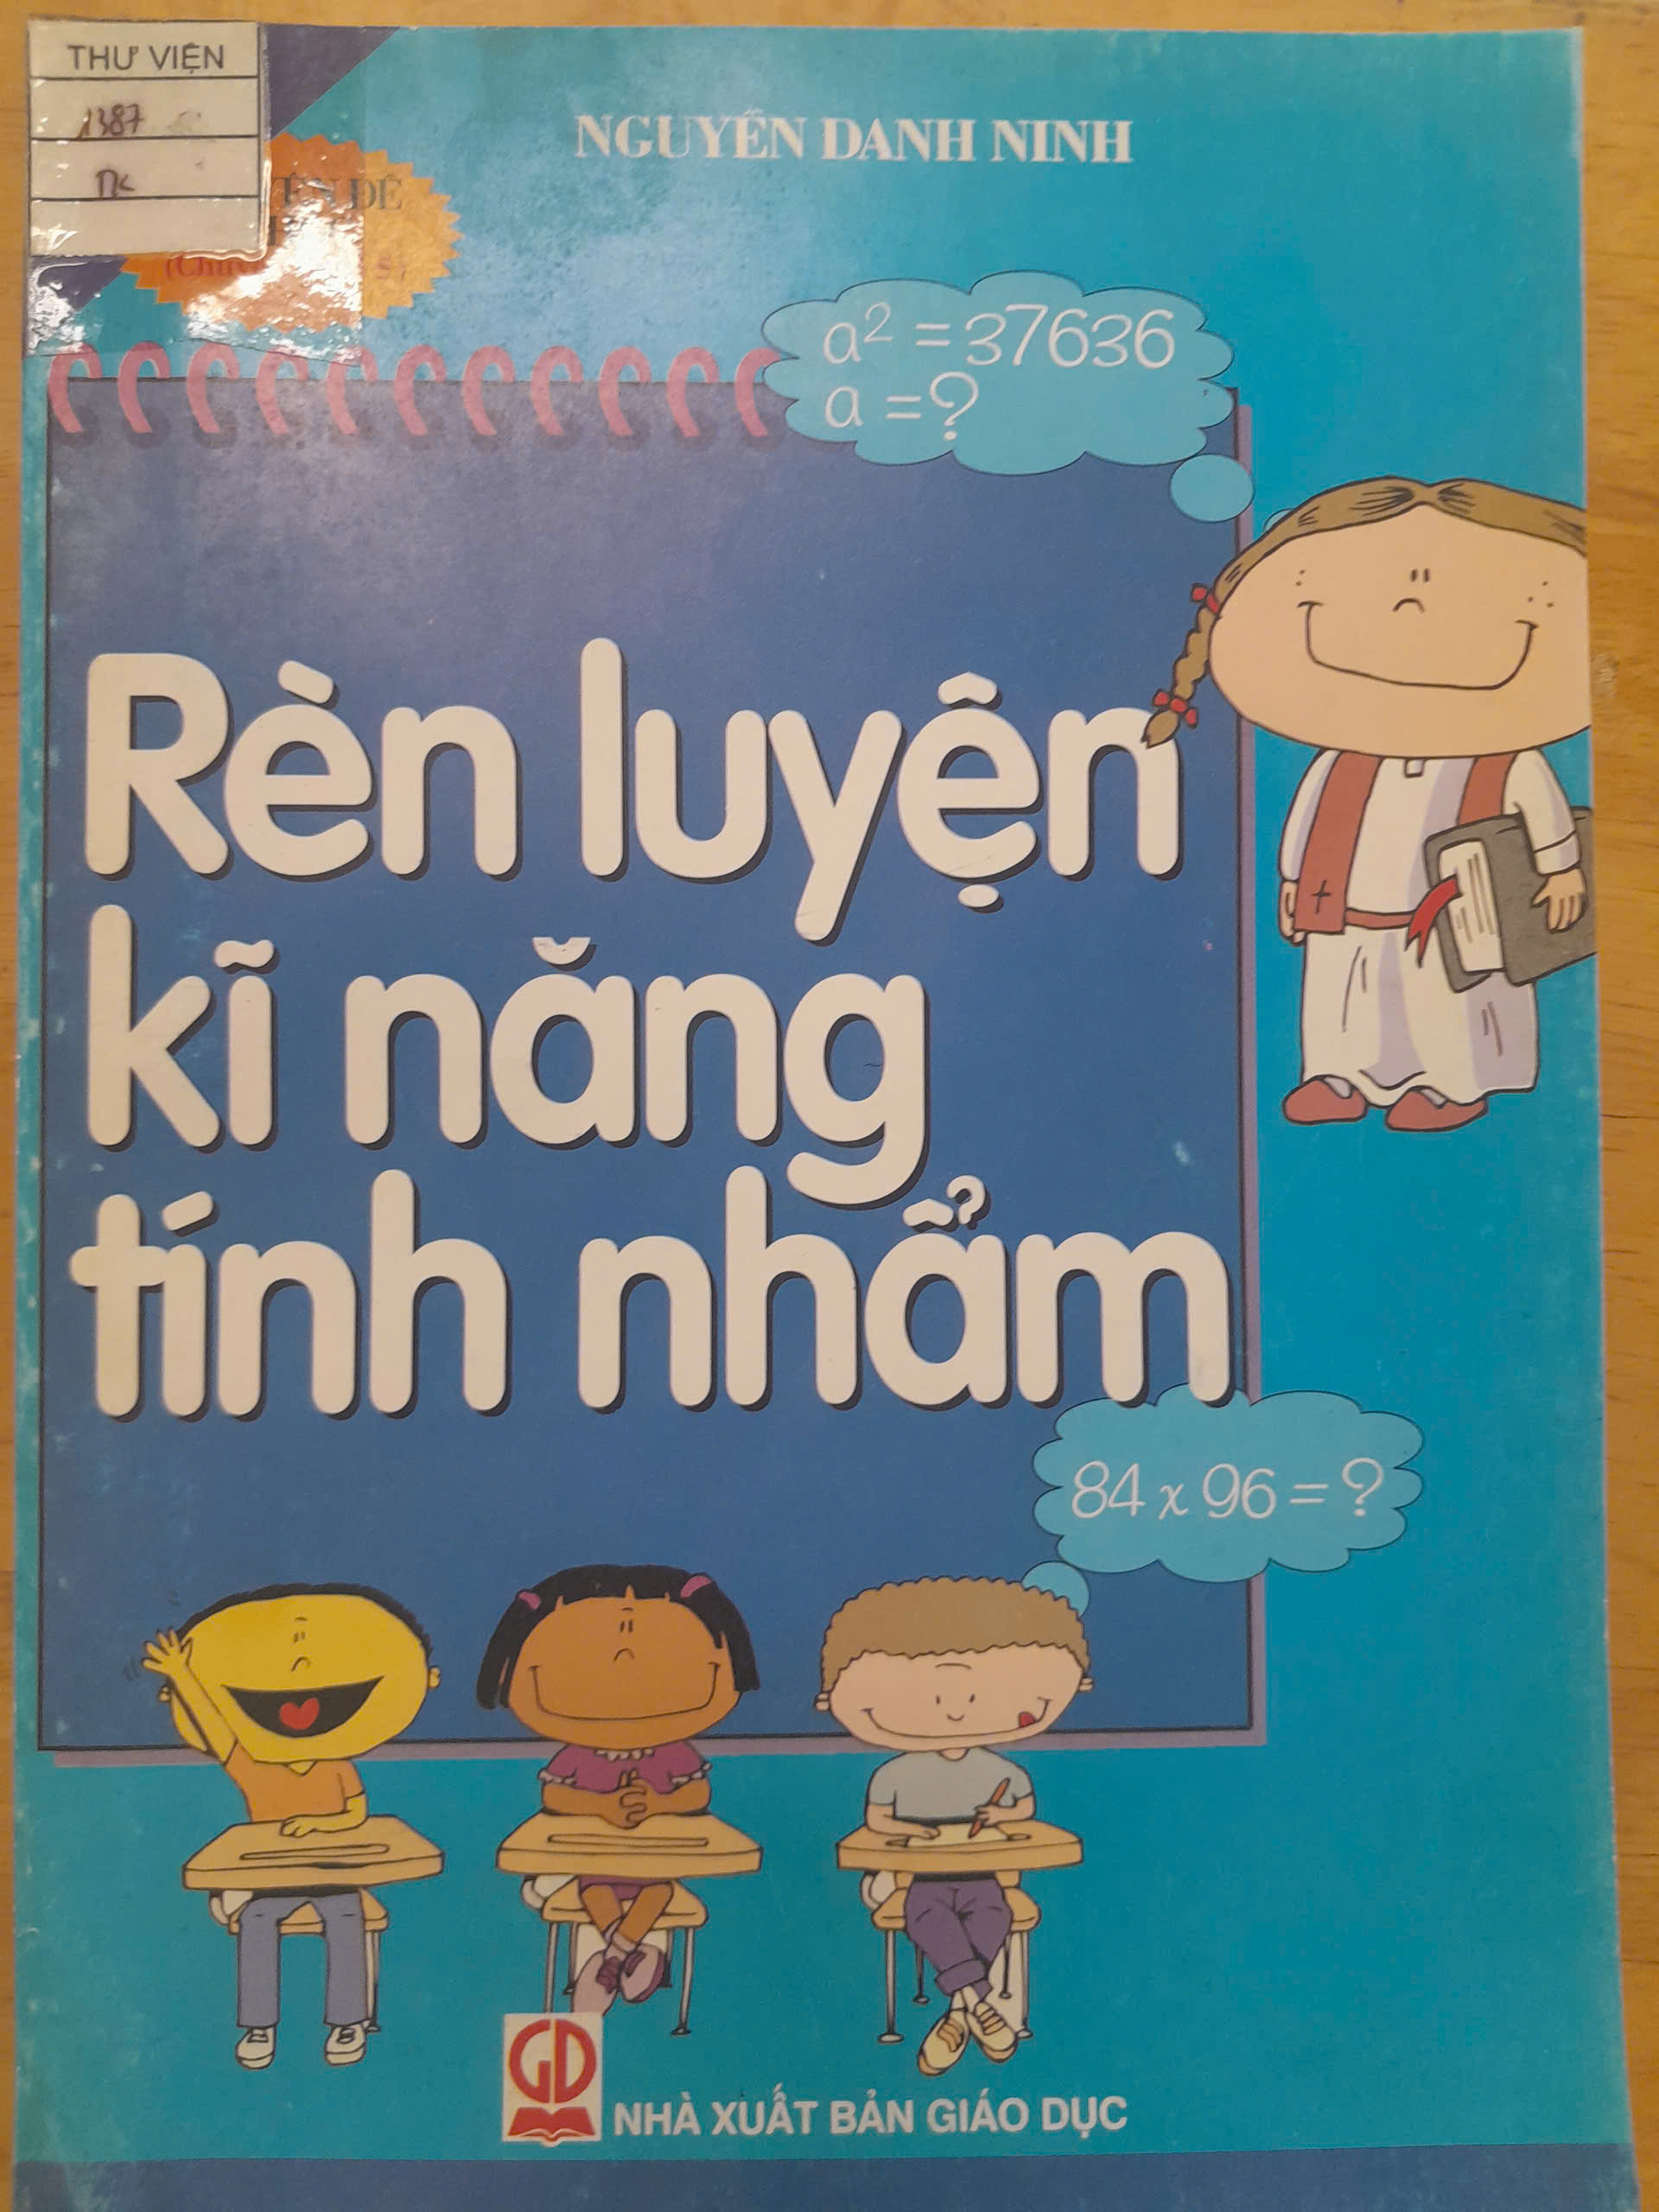 THƯ VIỆN
1387
NGUYỄN DANH NINH
ĐỀ
a² = 37636
a = ?
Rèn luyện
kĩ năng
tính nhẩm
84 x 96 = ?
GD
NHÀ XUẤT BẢN GIÁO DỤC